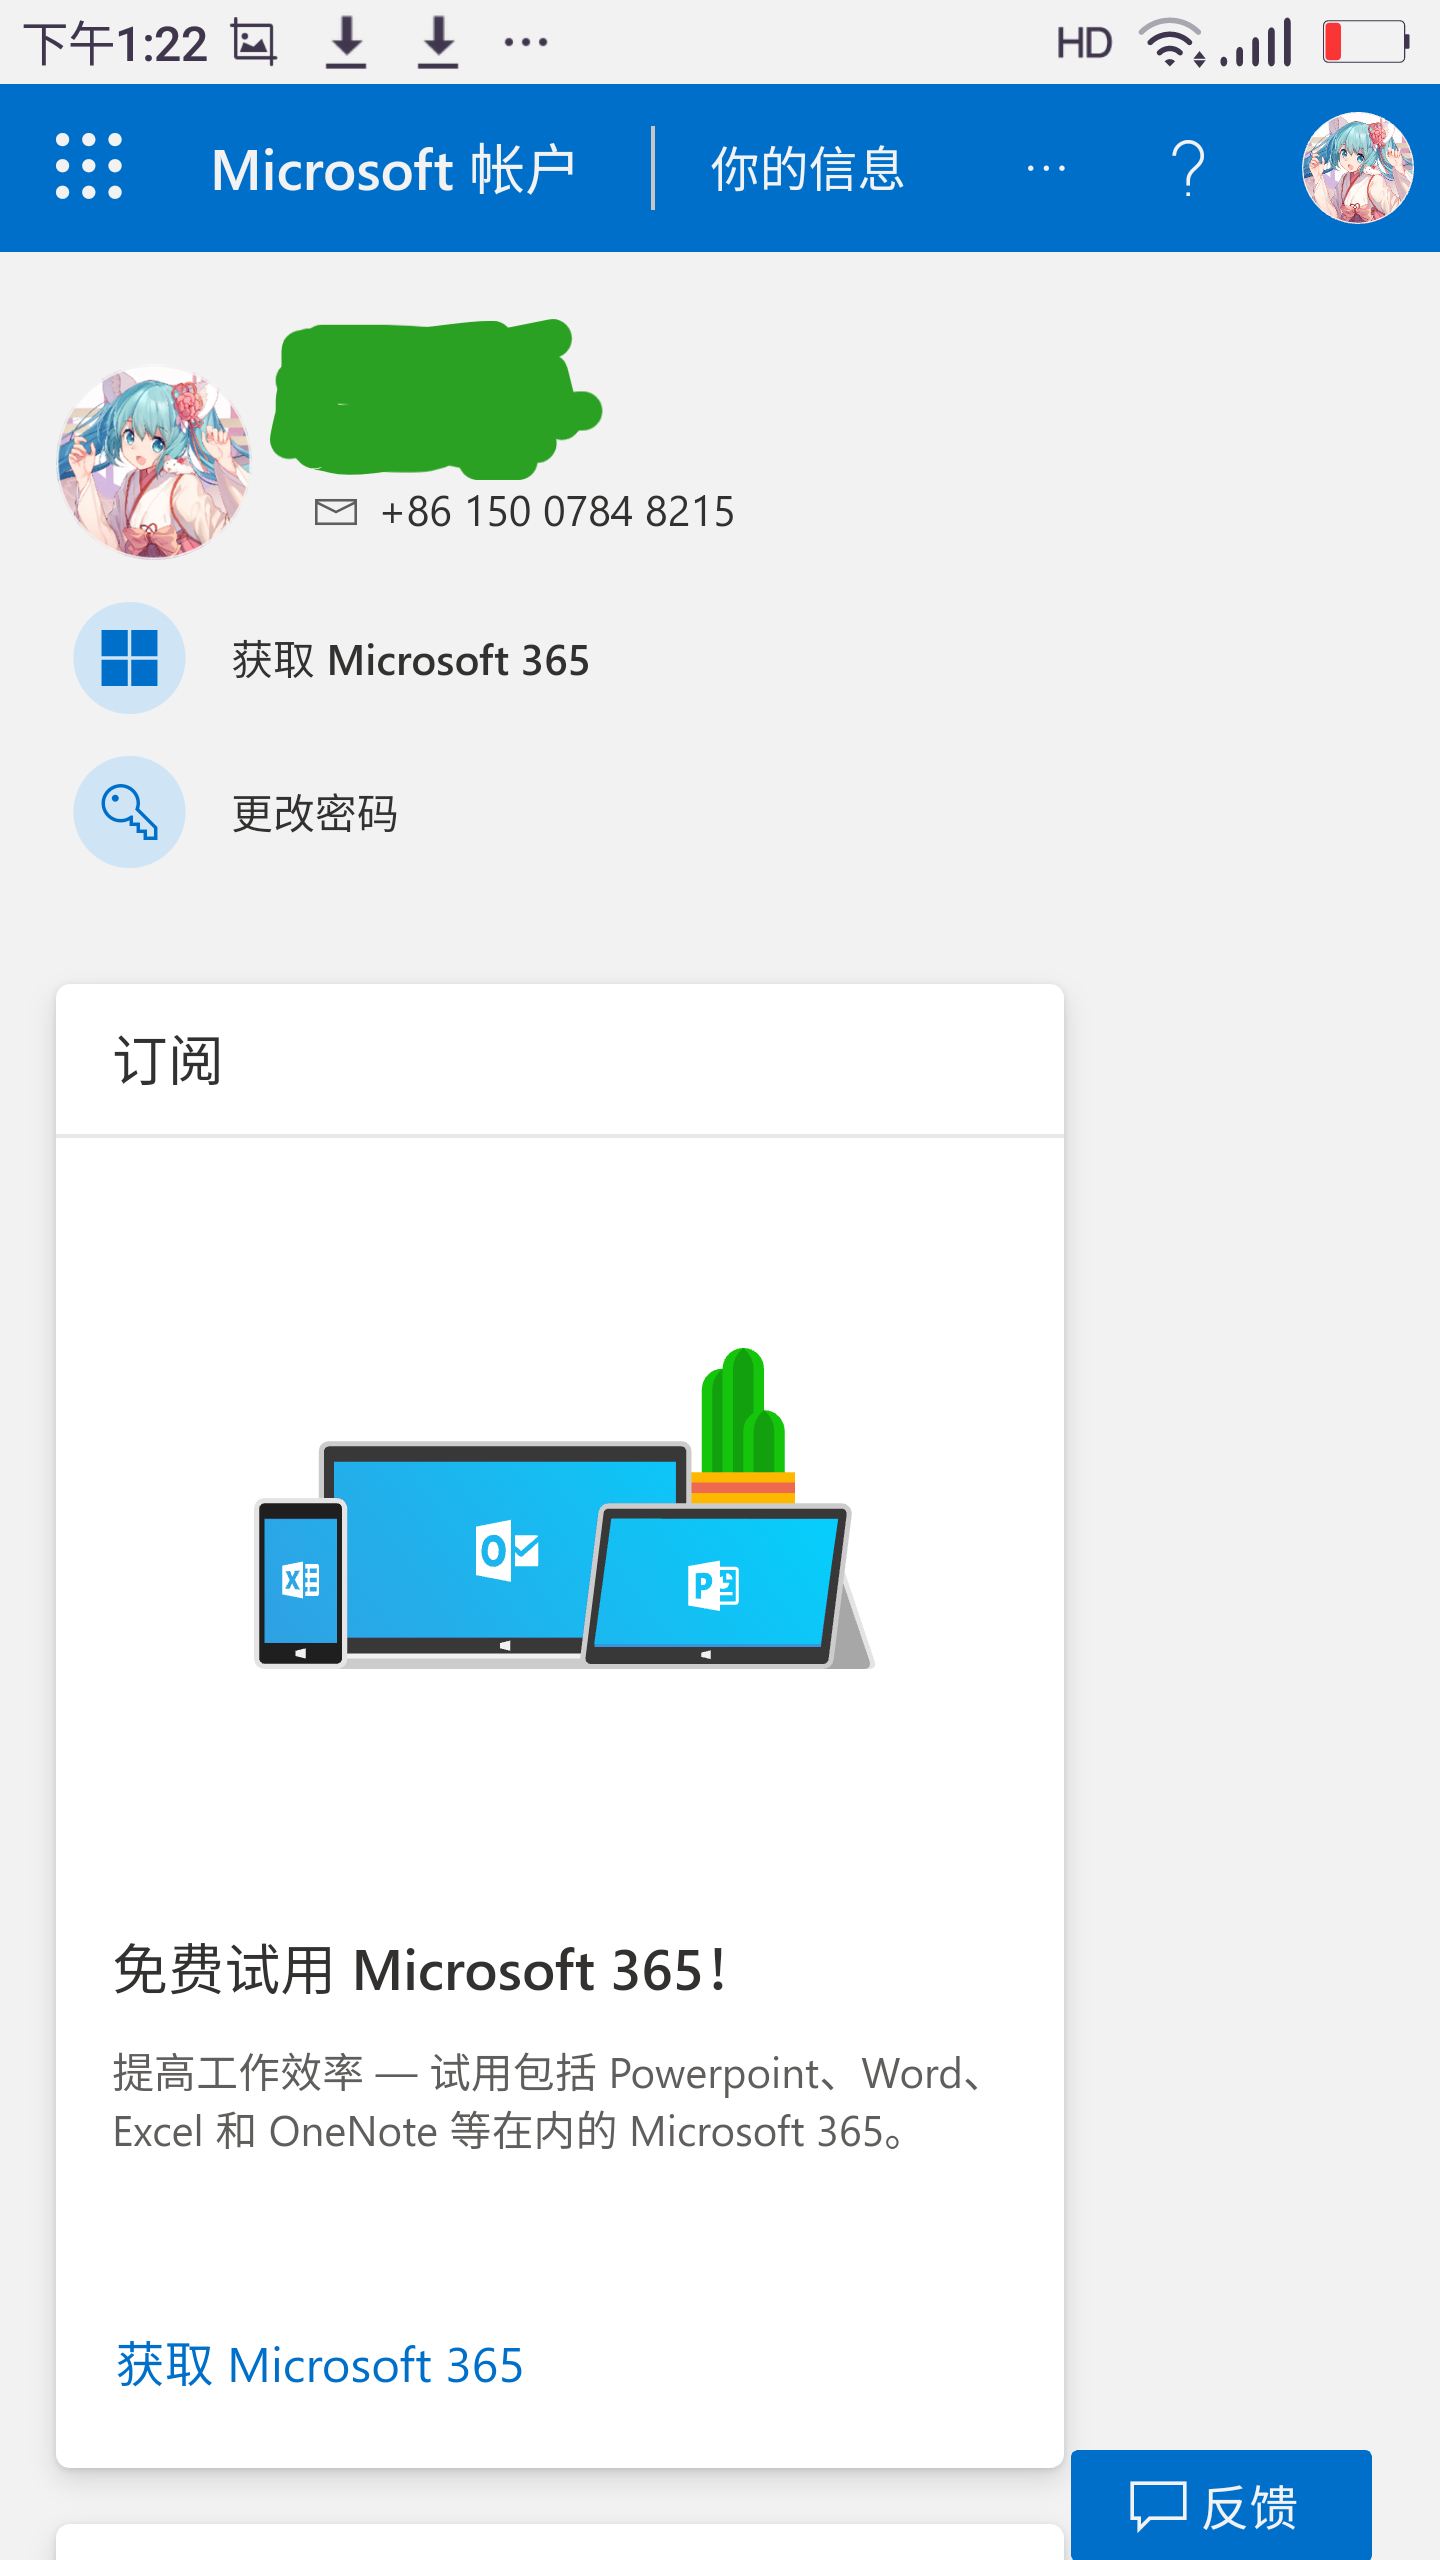 下午1:22
HD
Microsoft 帐户
你的信息
+86 150 0784 8215
获取 Microsoft 365
更改密码
订阅
免费试用 Microsoft 365！
提高工作效率 — 试用包括 Powerpoint、Word、
Excel 和 OneNote 等在内的 Microsoft 365。
获取 Microsoft 365
反馈